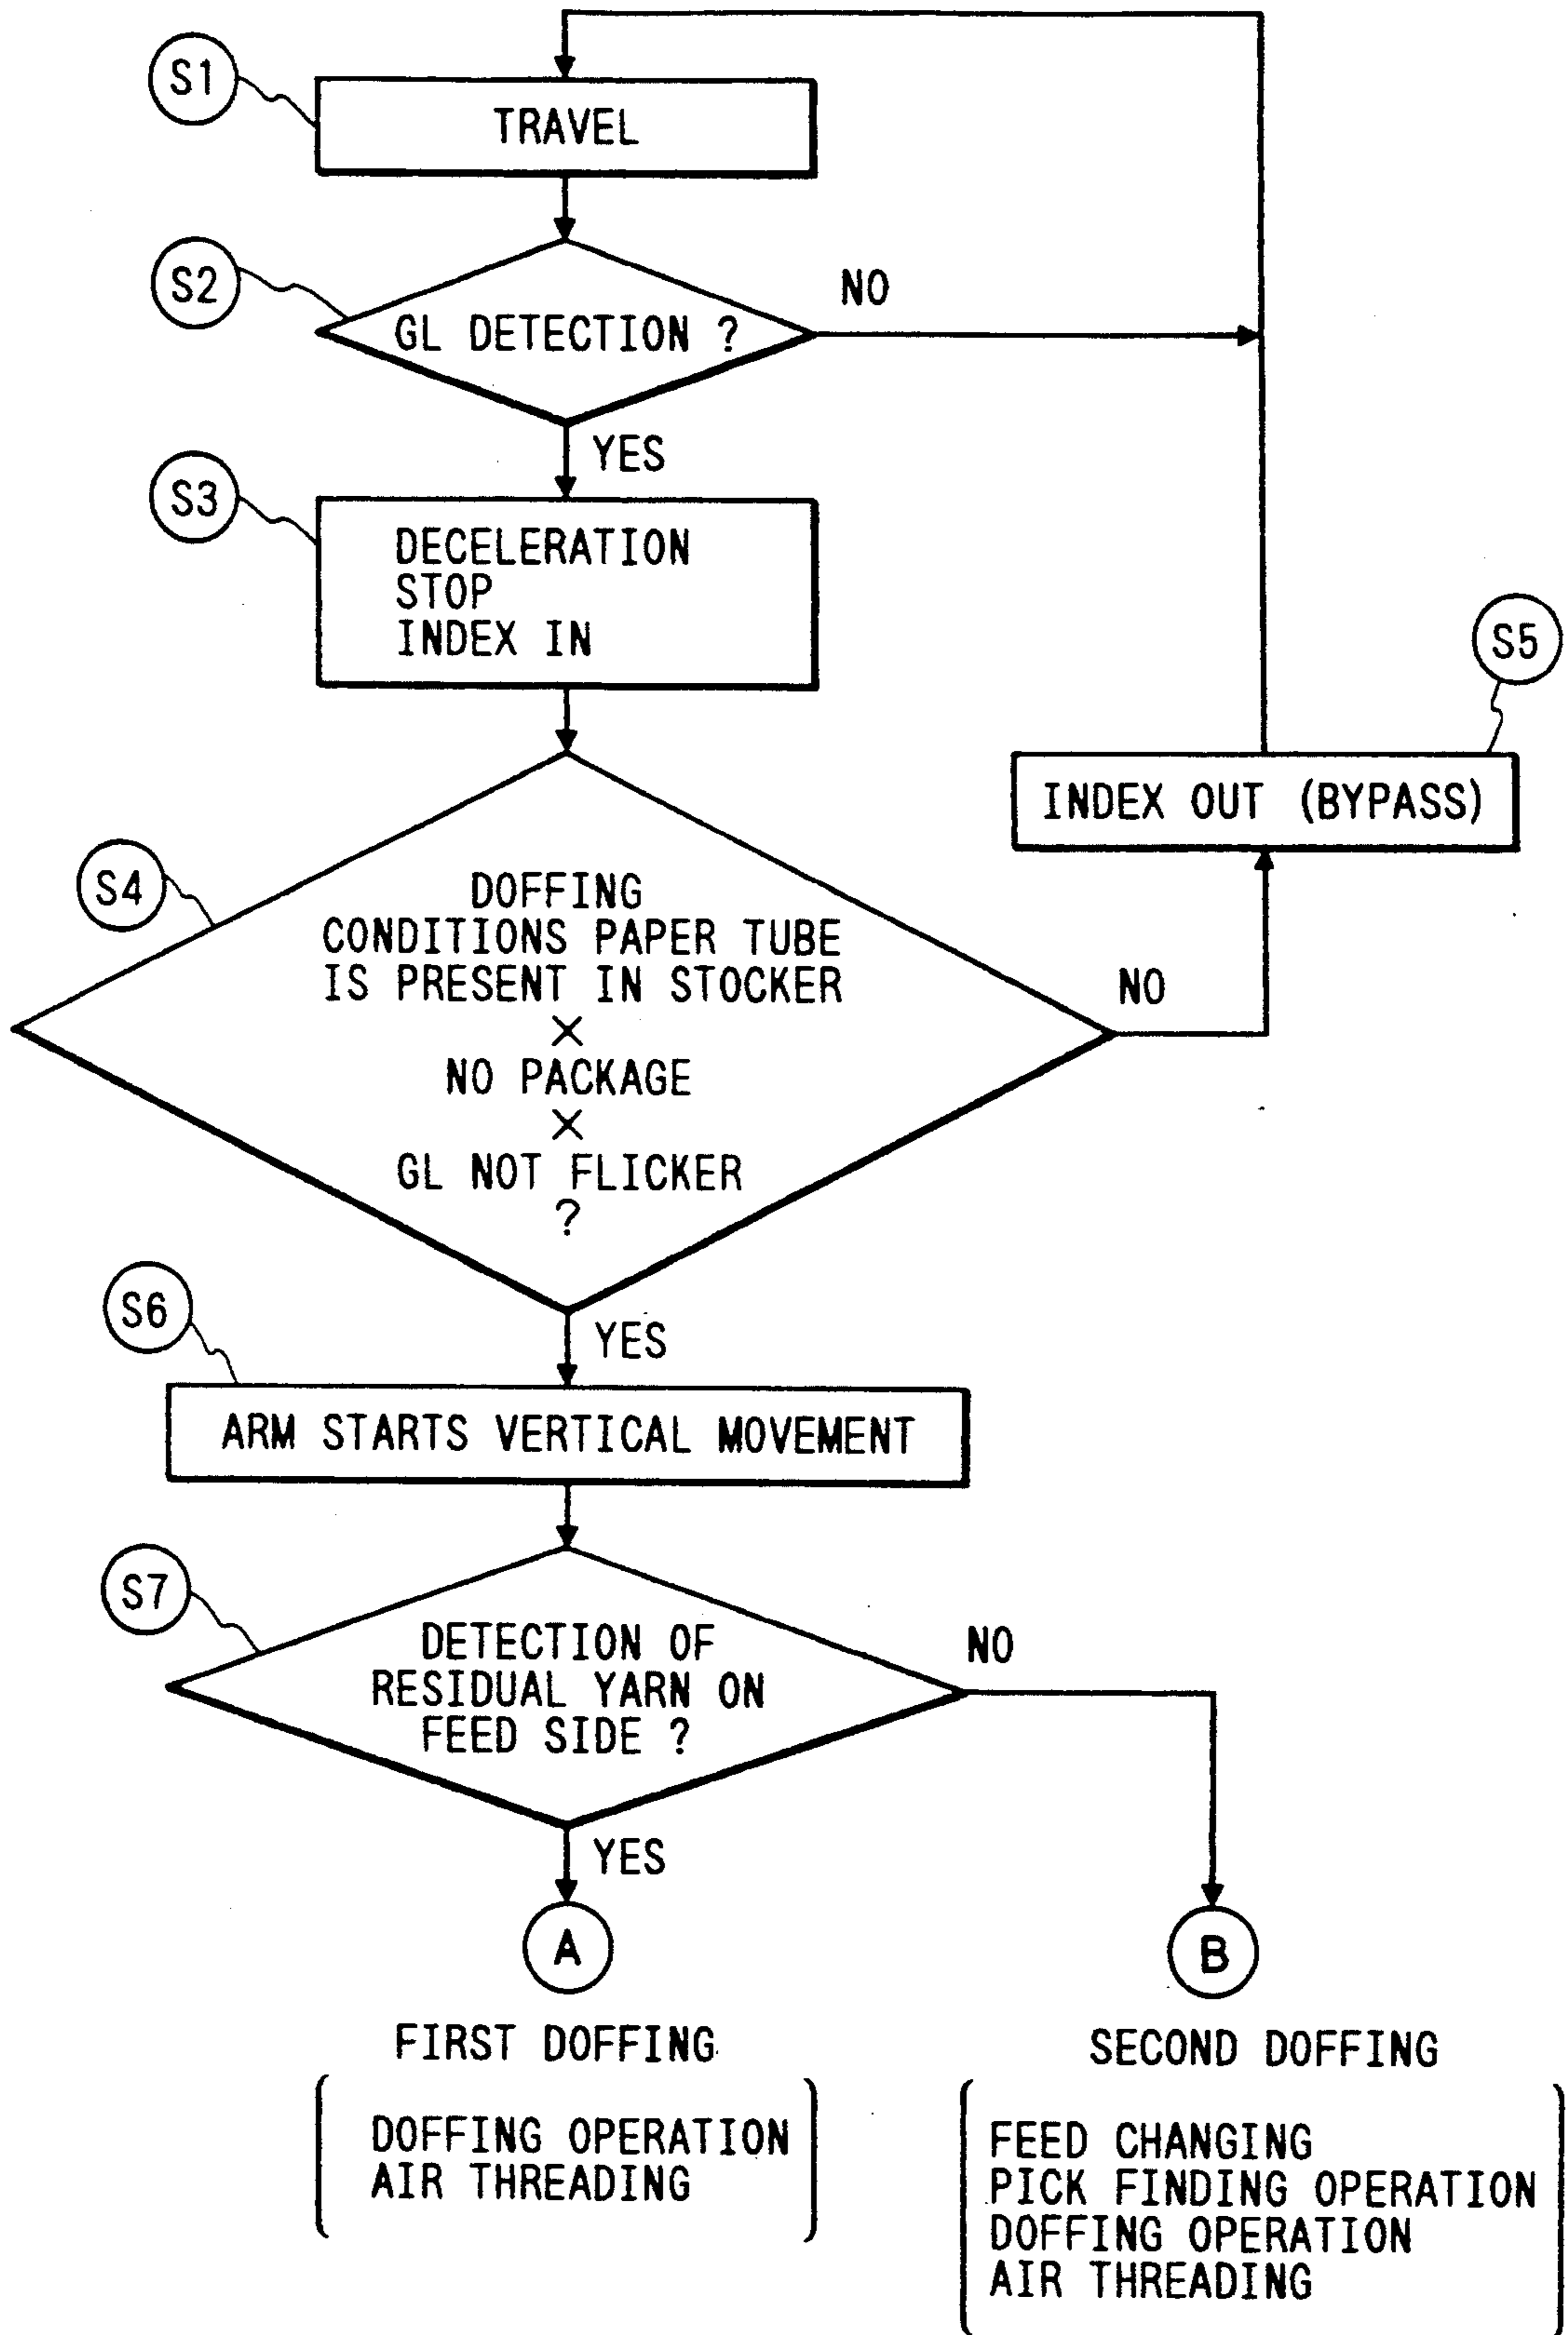 S1
TRAVEL
S2
GL DETECTION ?
NO
YES
S3
DECELERATION
STOP
INDEX IN
S5
INDEX OUT (BYPASS)
S4
DOFFING
CONDITIONS PAPER TUBE
IS PRESENT IN STOCKER
×
NO PACKAGE
×
GL NOT FLICKER
?
NO
YES
S6
ARM STARTS VERTICAL MOVEMENT
S7
DETECTION OF
RESIDUAL YARN ON
FEED SIDE ?
NO
YES
A
FIRST DOFFING
DOFFING OPERATION
AIR THREADING
B
SECOND DOFFING
FEED CHANGING
PICK FINDING OPERATION
DOFFING OPERATION
AIR THREADING